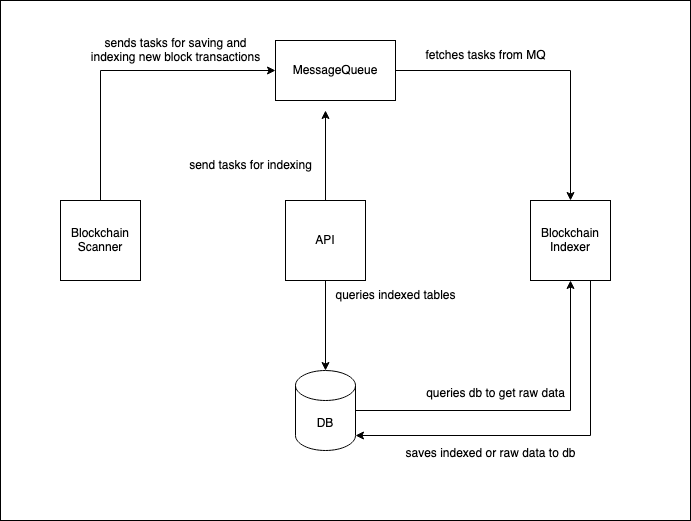 sends tasks for saving and
indexing new block transactions
MessageQueue
fetches tasks from MQ
send tasks for indexing
Blockchain
Scanner
API
Blockchain
Indexer
queries indexed tables
queries db to get raw data
DB
saves indexed or raw data to db